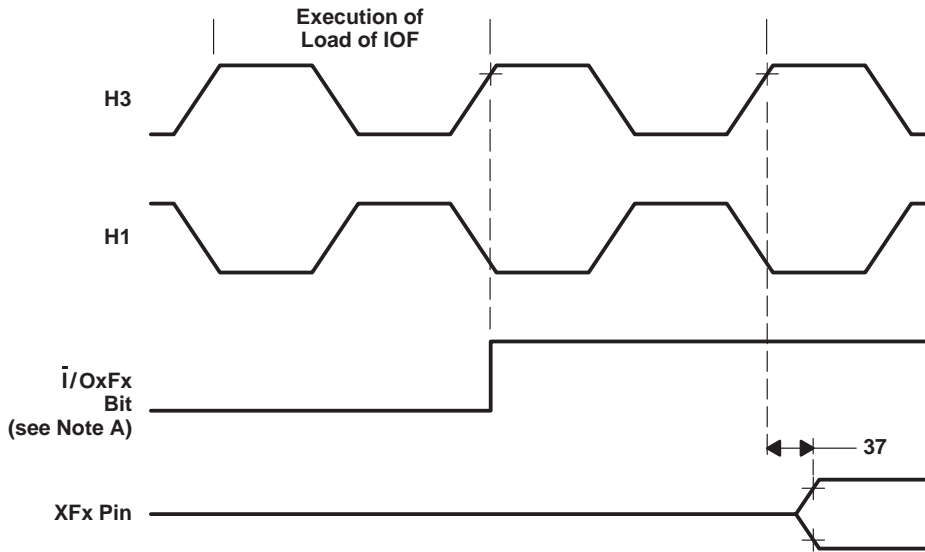 Execution of
Load of IOF
H3
H1
I̅/OxFx
Bit
(see Note A)
37
XFx Pin